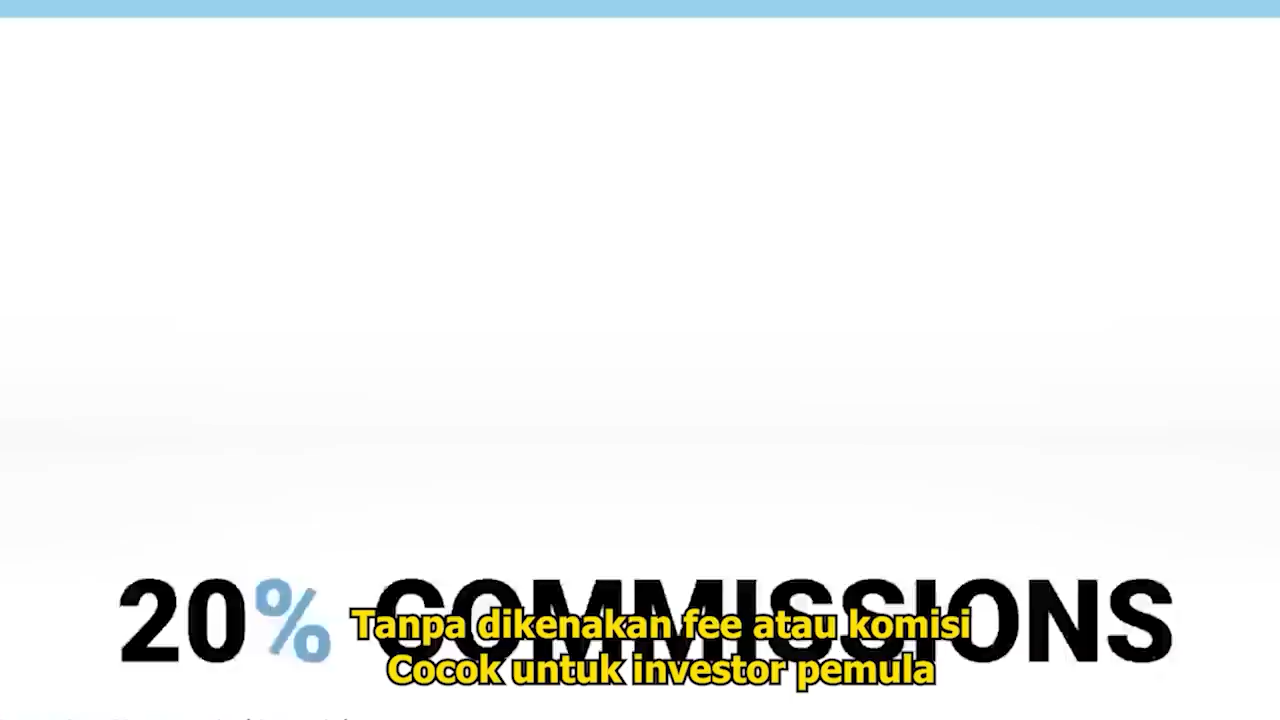 20% COMMISSIONS
Tanpa dikenakan fee atau komisi
Cocok untuk investor pemula